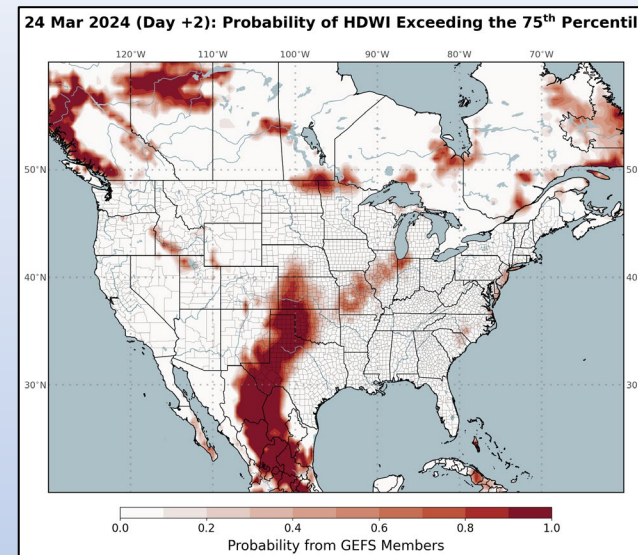 24 Mar 2024 (Day +2): Probability of HDWI Exceeding the 75th Percentil
120°W 110°W 100°W 90°W 80°W 70°W
50°N
40°N 40
30°N 30
0.0 0.2 0.4 0.6 0.8 1.0
Probability from GEFS Members